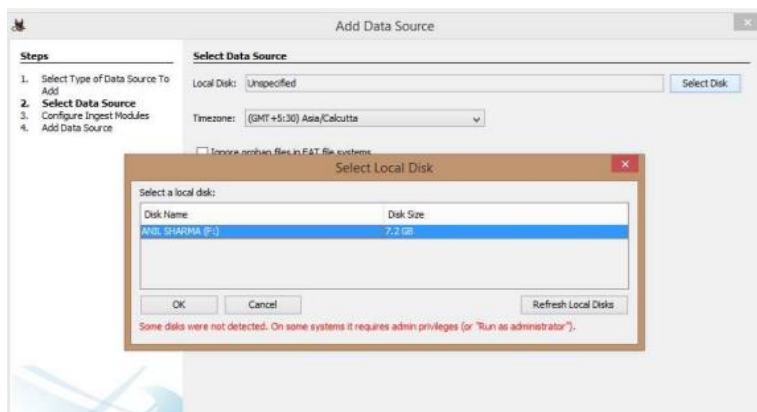 Add Data Source
Steps
1. Select Type of Data Source To Add
2. Select Data Source
3. Configure Ingest Modules
4. Add Data Source
Select Data Source
Local Disk: Unspecified Select Disk
Timezone: (GMT+5:30) Asia/Calcutta
Ignore orphan files in FAT file systems
Select Local Disk
Select a local disk:
Disk Name Disk Size
ANIL SHARMA (F:) 7.2 GB
OK Cancel Refresh Local Disks
Some disks were not detected. On some systems it requires admin privileges (or "Run as administrator").